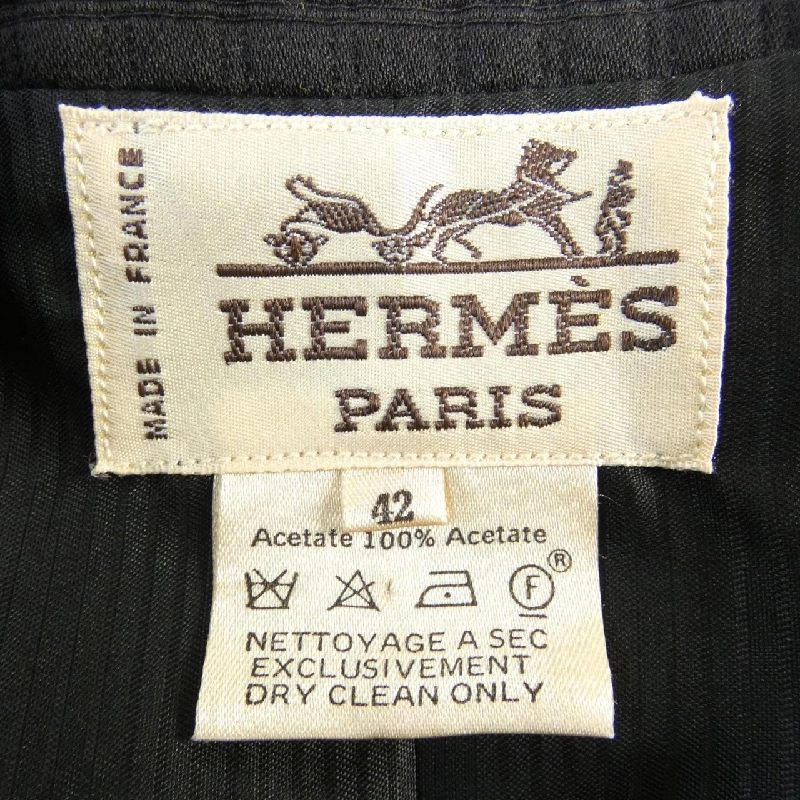 MADE IN FRANCE
HERMÈS
PARIS
42
Acetate 100% Acetate
F ®
NETTOYAGE A SEC
EXCLUSIVEMENT
DRY CLEAN ONLY